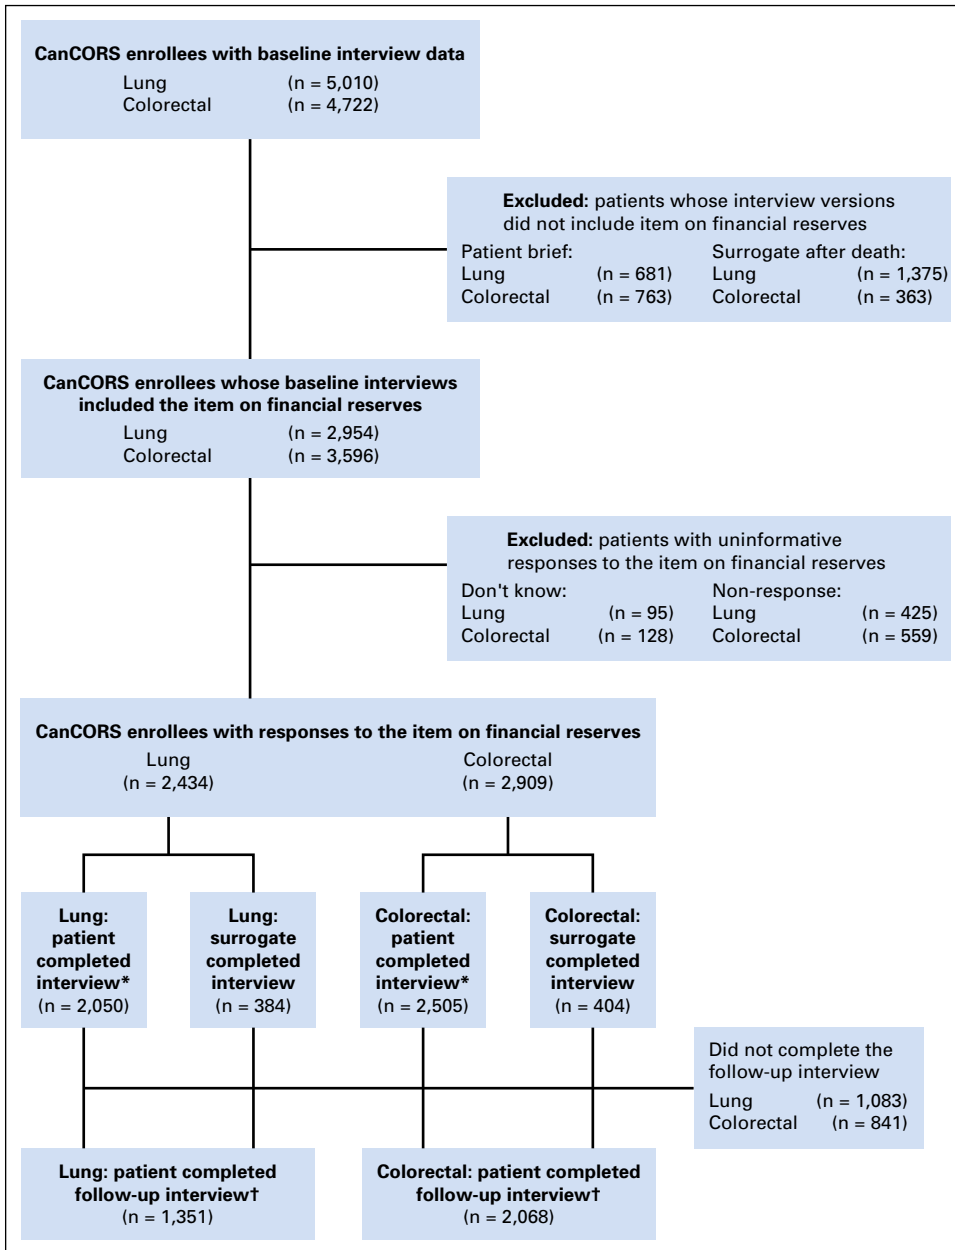 CanCORS enrollees with baseline interview data
Lung (n = 5,010)
Colorectal (n = 4,722)
Excluded: patients whose interview versions
did not include item on financial reserves
Patient brief: Surrogate after death:
Lung (n = 681) Lung (n = 1,375)
Colorectal (n = 763) Colorectal (n = 363)
CanCORS enrollees whose baseline interviews
included the item on financial reserves
Lung (n = 2,954)
Colorectal (n = 3,596)
Excluded: patients with uninformative
responses to the item on financial reserves
Don't know: Non-response:
Lung (n = 95) Lung (n = 425)
Colorectal (n = 128) Colorectal (n = 559)
CanCORS enrollees with responses to the item on financial reserves
Lung Colorectal
(n = 2,434) (n = 2,909)
Lung:
patient
completed
interview*
(n = 2,050)
Lung:
surrogate
completed
interview
(n = 384)
Colorectal:
patient
completed
interview*
(n = 2,505)
Colorectal:
surrogate
completed
interview
(n = 404)
Did not complete the
follow-up interview
Lung (n = 1,083)
Colorectal (n = 841)
Lung: patient completed
follow-up interview†
(n = 1,351)
Colorectal: patient completed
follow-up interview†
(n = 2,068)